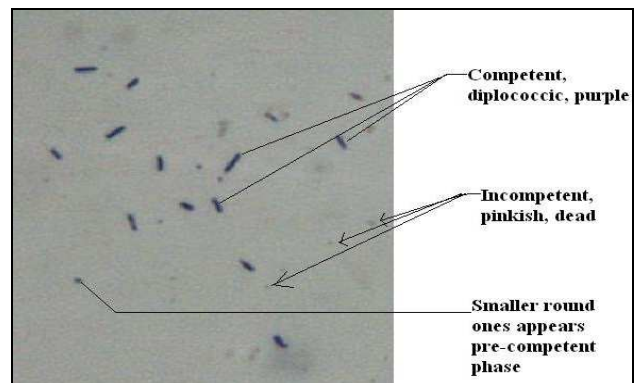 Competent,
diplococcic, purple
Incompetent,
pinkish, dead
Smaller round
ones appears
pre-competent
phase